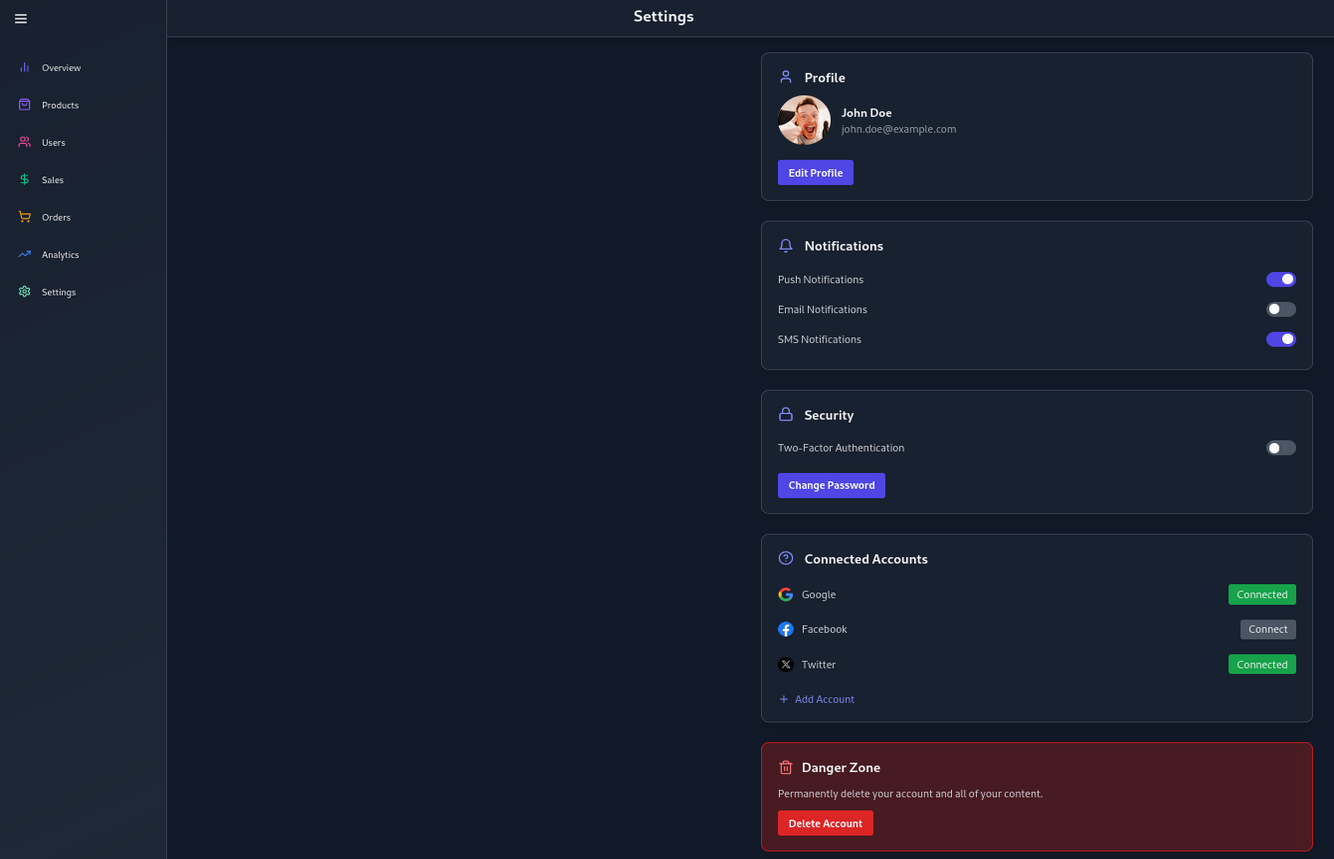 Settings
Overview
Products
Users
Sales
Orders
Analytics
Settings
Profile
John Doe
john.doe@example.com
Edit Profile
Notifications
Push Notifications
Email Notifications
SMS Notifications
Security
Two-Factor Authentication
Change Password
Connected Accounts
Google Connected
Facebook Connect
Twitter Connected
+ Add Account
Danger Zone
Permanently delete your account and all of your content.
Delete Account